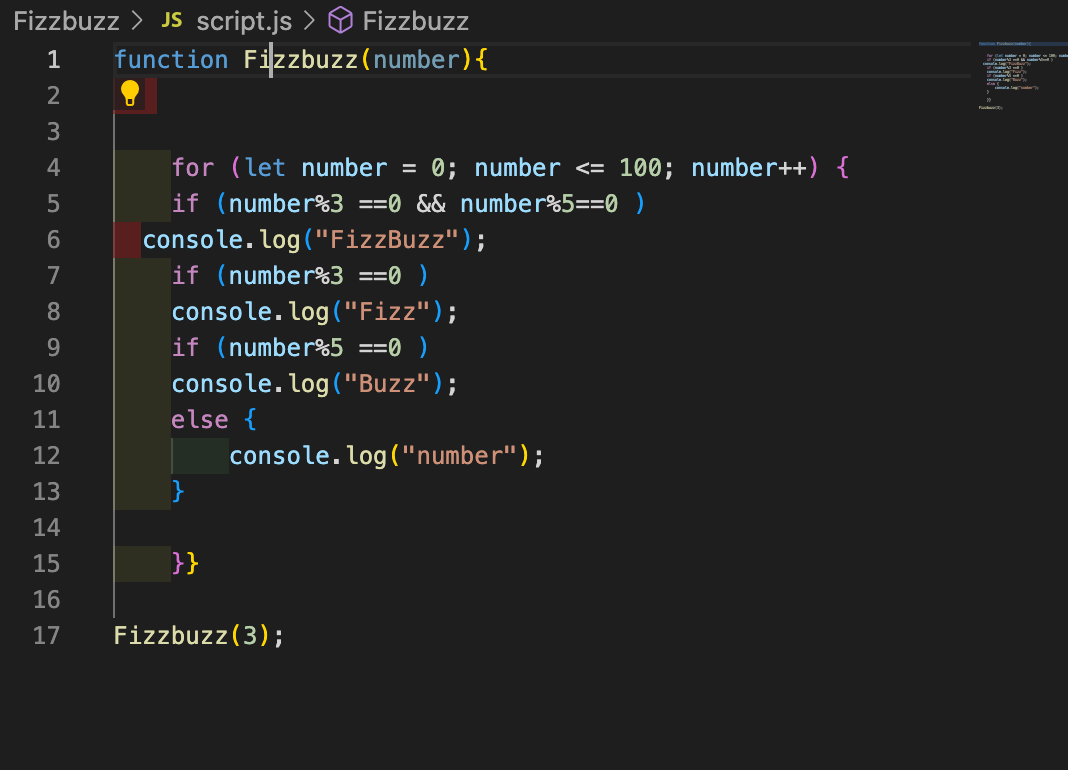 Fizzbuzz > JS script.js > Fizzbuzz
1 function Fizzbuzz(number){
2
3
4 for (let number = 0; number <= 100; number++) {
5 if (number%3 ==0 && number%5==0 )
6 console.log("FizzBuzz");
7 if (number%3 ==0 )
8 console.log("Fizz");
9 if (number%5 ==0 )
10 console.log("Buzz");
11 else {
12 console.log("number");
13 }
14
15 }}
16
17 Fizzbuzz(3);